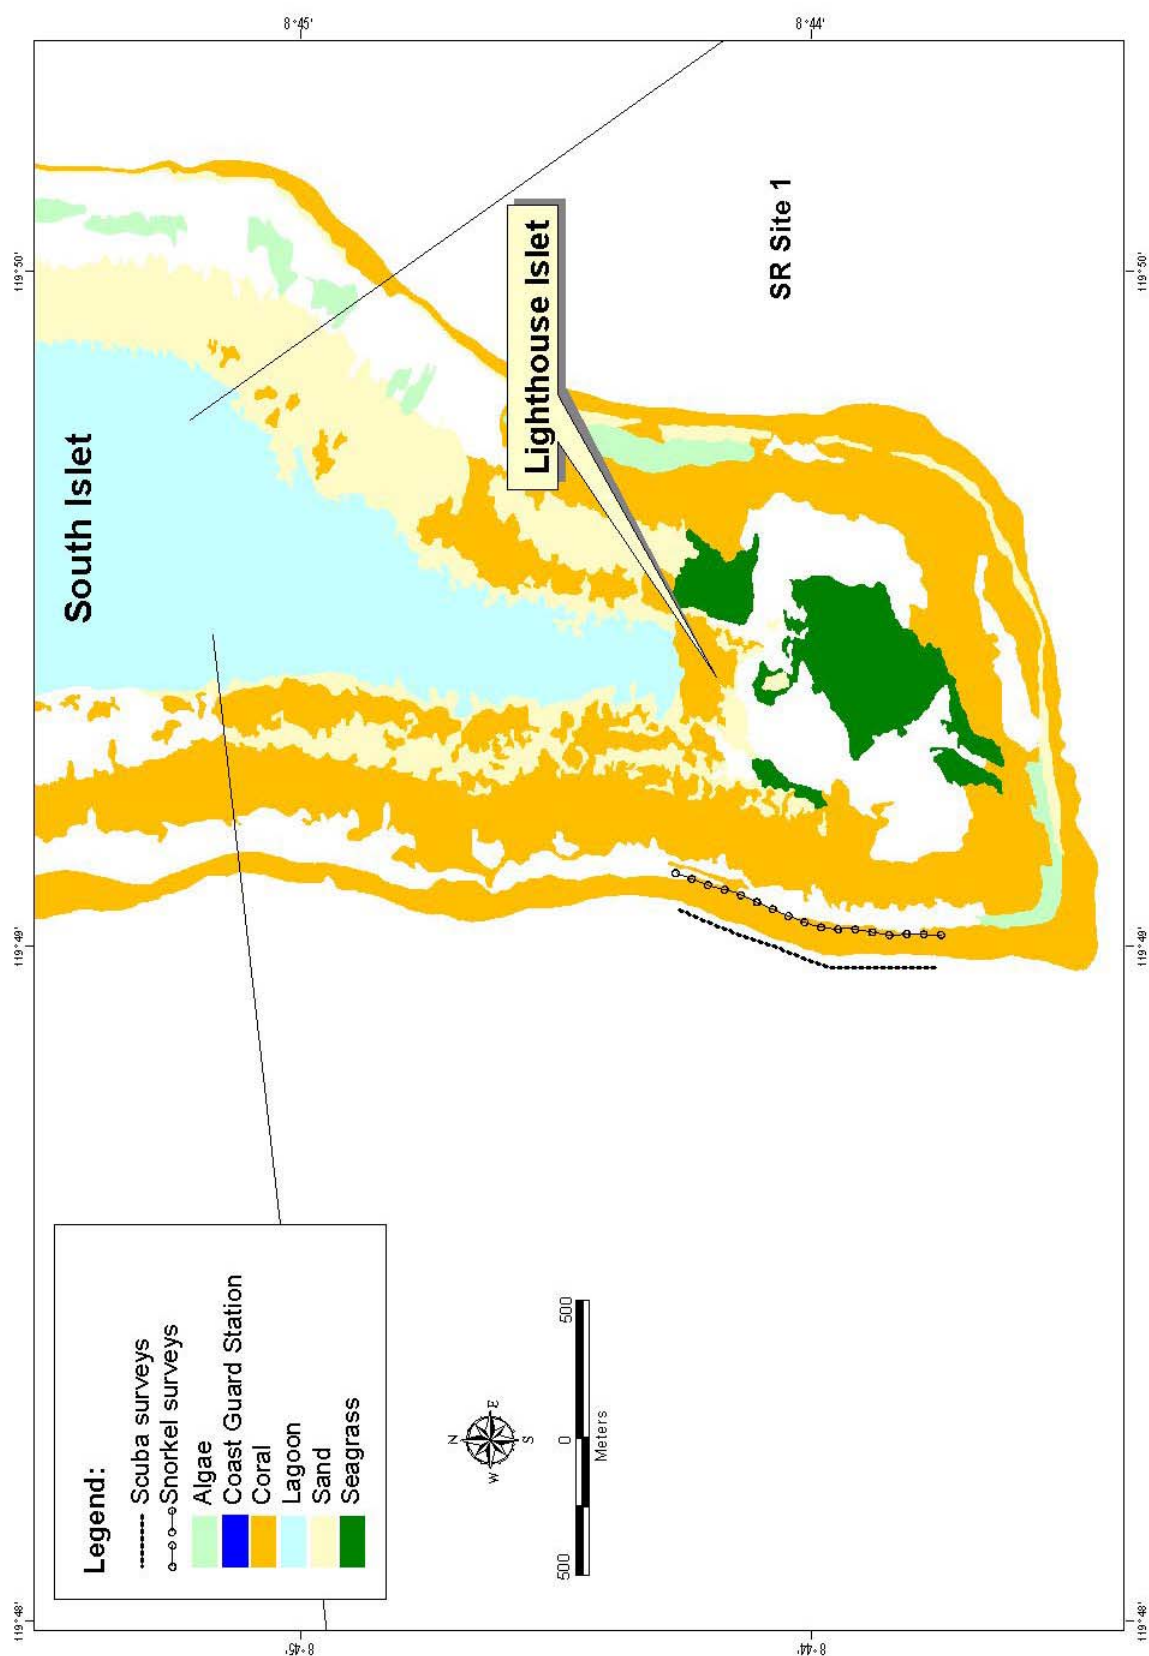 119°48'
119°49'
119°50'
8°45'
8°45'
8°44'
8°44'
119°48'
119°49'
119°50'
South Islet
Lighthouse Islet
SR Site 1
Legend:
Scuba surveys
Snorkel surveys
Algae
Coast Guard Station
Coral
Lagoon
Sand
Seagrass
N
W E
S
500 0 500
Meters